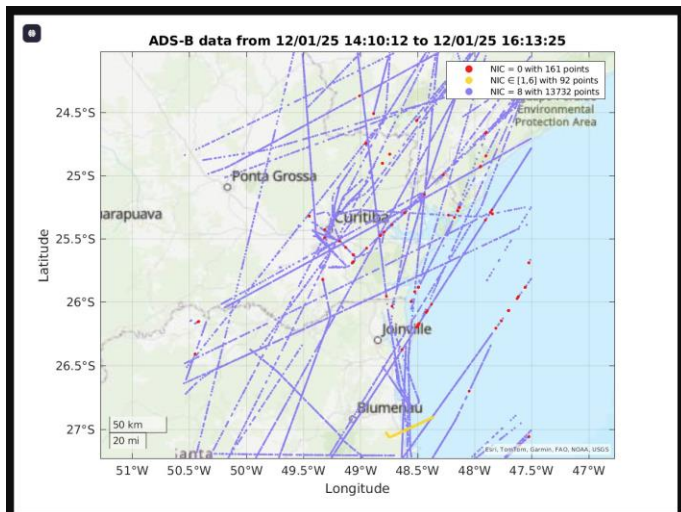 ADS-B data from 12/01/25 14:10:12 to 12/01/25 16:13:25
NIC = 0 with 161 points
NIC ∈ [1,6] with 92 points
NIC = 8 with 13732 points
Environmental
Protection Area
24.5°S
25°S
25.5°S
26°S
26.5°S
27°S
Latitude
Ponta Grossa
arapuava
Curitiba
Joinville
Blumenau
anta
50 km
20 mi
Esri, TomTom, Garmin, FAO, NOAA, USGS
51°W 50.5°W 50°W 49.5°W 49°W 48.5°W 48°W 47.5°W 47°W
Longitude